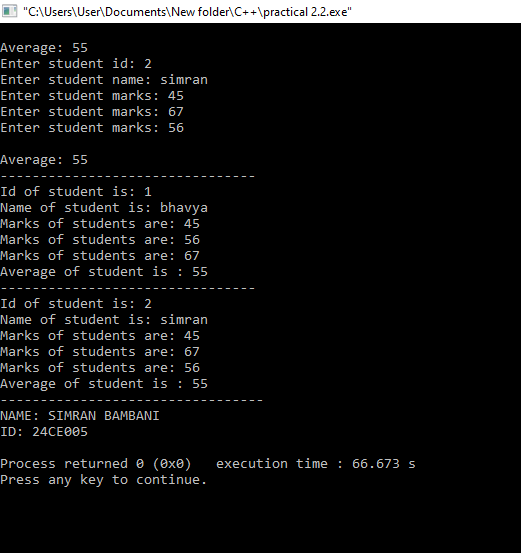 "C:\Users\User\Documents\New folder\C++\practical 2.2.exe"
Average: 55
Enter student id: 2
Enter student name: simran
Enter student marks: 45
Enter student marks: 67
Enter student marks: 56
Average: 55
--------------------------------
Id of student is: 1
Name of student is: bhavya
Marks of students are: 45
Marks of students are: 56
Marks of students are: 67
Average of student is : 55
--------------------------------
Id of student is: 2
Name of student is: simran
Marks of students are: 45
Marks of students are: 67
Marks of students are: 56
Average of student is : 55
---------------------------------
NAME: SIMRAN BAMBANI
ID: 24CE005
Process returned 0 (0x0)   execution time : 66.673 s
Press any key to continue.